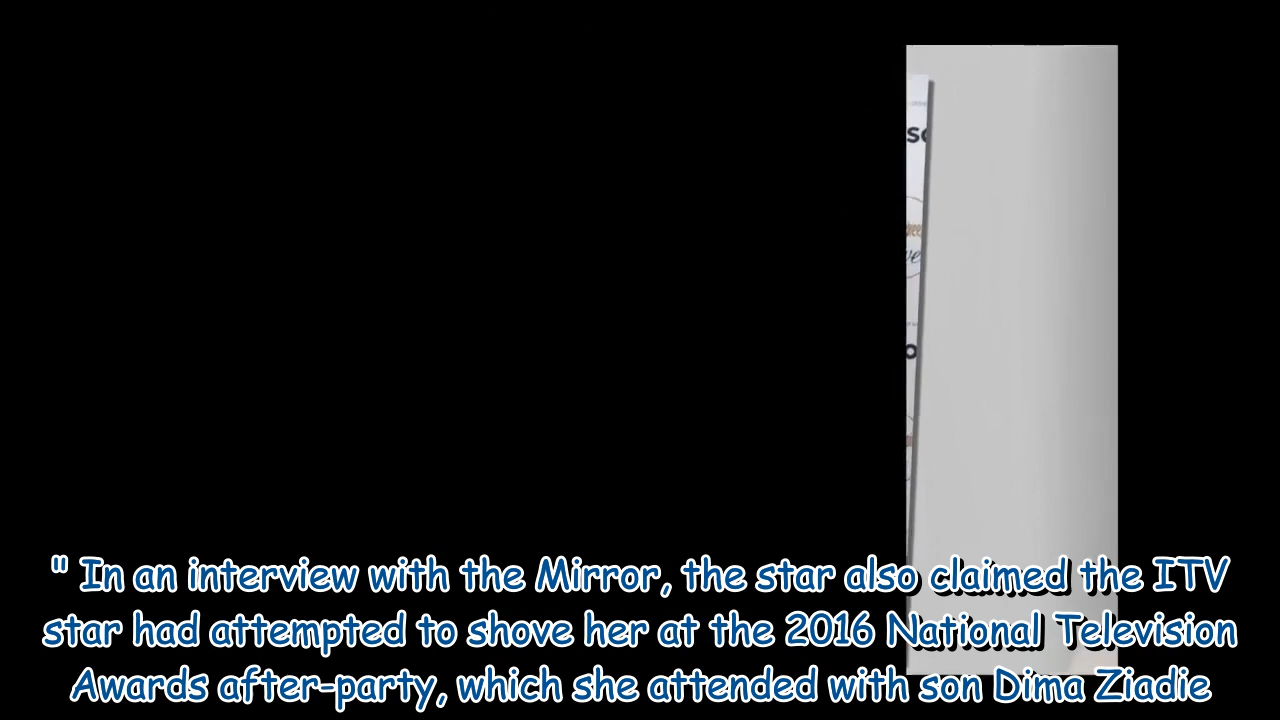 " In an interview with the Mirror, the star also claimed the ITV
star had attempted to shove her at the 2016 National Television
Awards after-party, which she attended with son Dima Ziadie